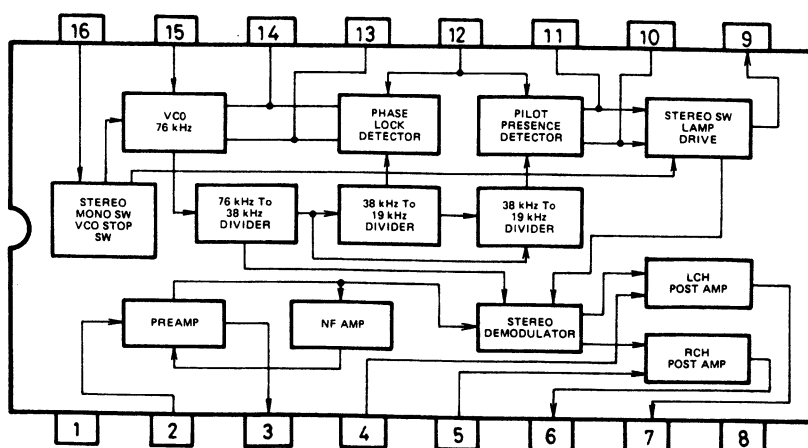 16 15 14 13 12 11 10 9
VCO
76 kHz
PHASE
LOCK
DETECTOR
PILOT
PRESENCE
DETECTOR
STEREO SW
LAMP
DRIVE
STEREO
MONO SW
VCO STOP
SW
76 kHz To
38 kHz
DIVIDER
38 kHz To
19 kHz
DIVIDER
38 kHz To
19 kHz
DIVIDER
PREAMP
NF AMP
STEREO
DEMODULATOR
LCH
POST AMP
RCH
POST AMP
1 2 3 4 5 6 7 8